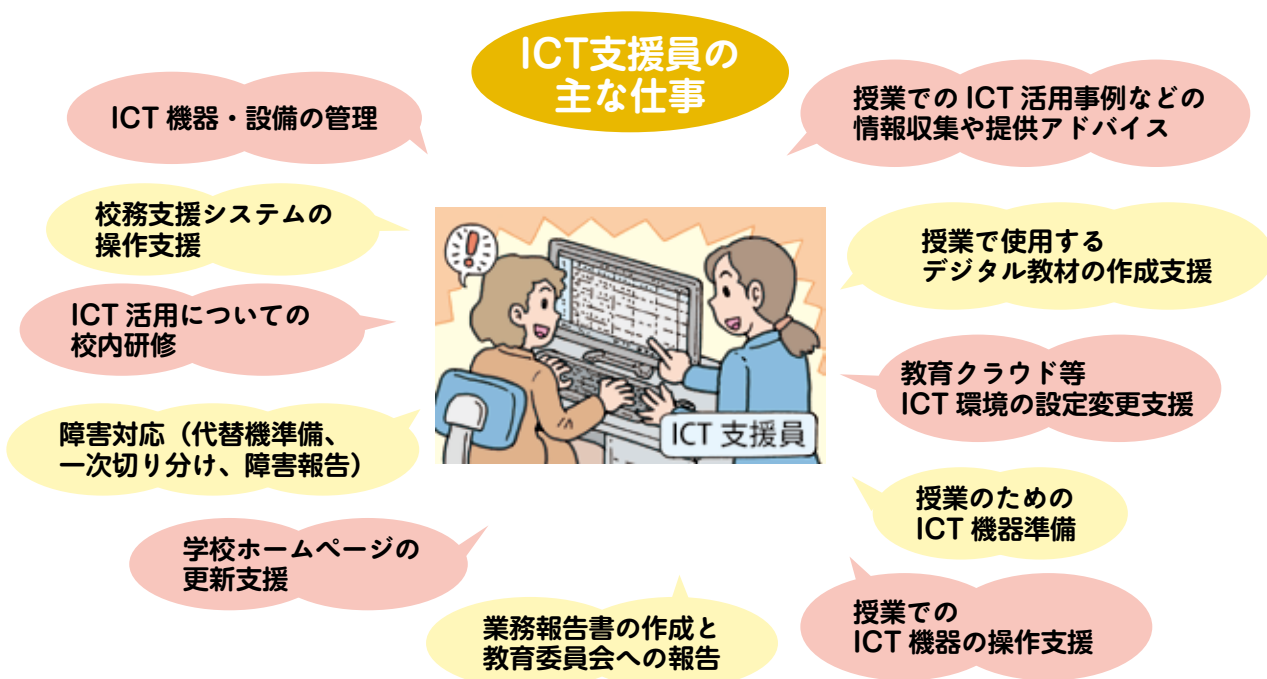 ICT支援員の
主な仕事
ICT 機器・設備の管理
校務支援システムの
操作支援
ICT 活用についての
校内研修
障害対応（代替機準備、
一次切り分け、障害報告）
学校ホームページの
更新支援
業務報告書の作成と
教育委員会への報告
授業での ICT 活用事例などの
情報収集や提供アドバイス
授業で使用する
デジタル教材の作成支援
教育クラウド等
ICT 環境の設定変更支援
授業のための
ICT 機器準備
授業での
ICT 機器の操作支援
!
ICT 支援員